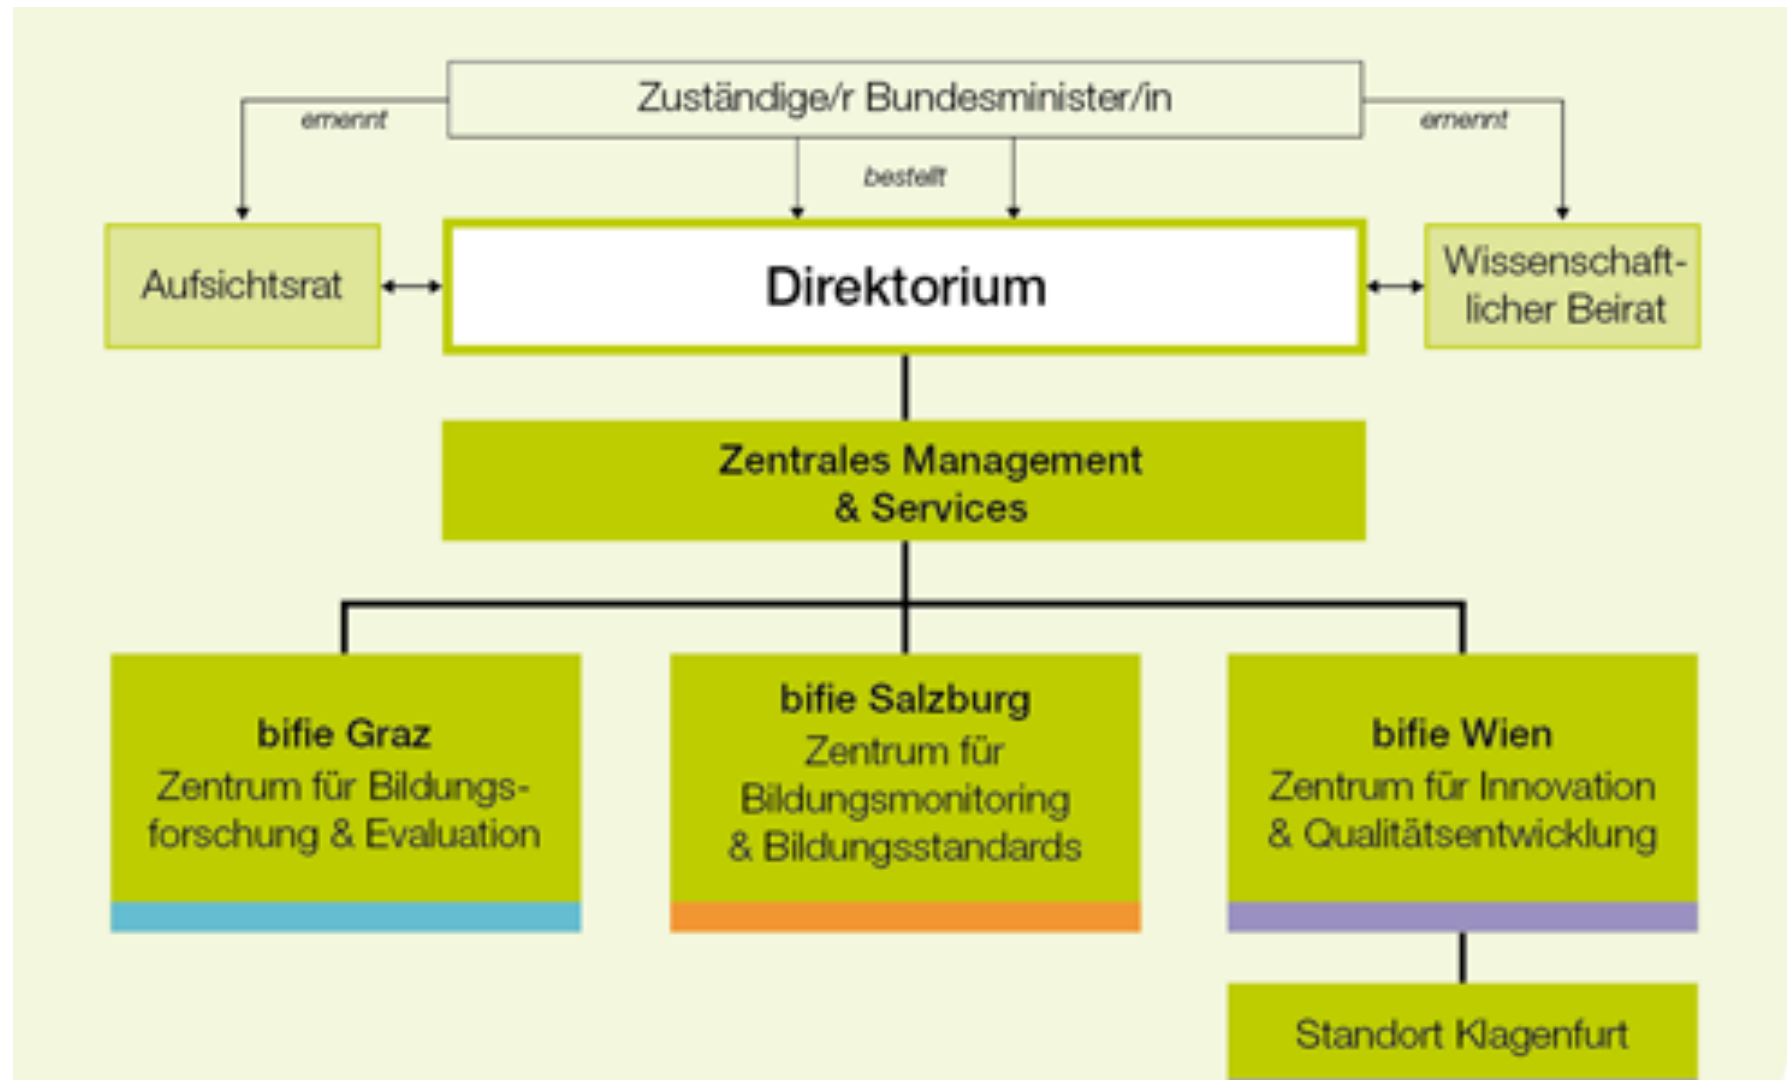 Zuständige/r Bundesminister/in
ernennt
ernennt
bestellt
Aufsichtsrat
Direktorium
Wissenschaft-
licher Beirat
Zentrales Management
& Services
bifie Graz
Zentrum für Bildungs-
forschung & Evaluation
bifie Salzburg
Zentrum für
Bildungsmonitoring
& Bildungsstandards
bifie Wien
Zentrum für Innovation
& Qualitätsentwicklung
Standort Klagenfurt